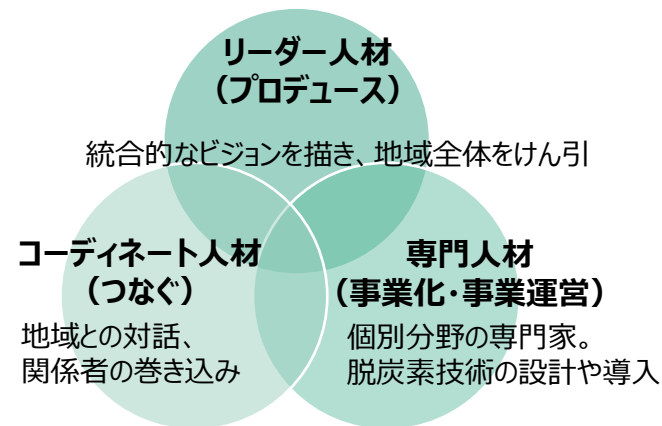 リーダー人材
（プロデュース）
統合的なビジョンを描き、地域全体をけん引
コーディネート人材
（つなぐ）
地域との対話、
関係者の巻き込み
専門人材
（事業化・事業運営）
個別分野の専門家。
脱炭素技術の設計や導入